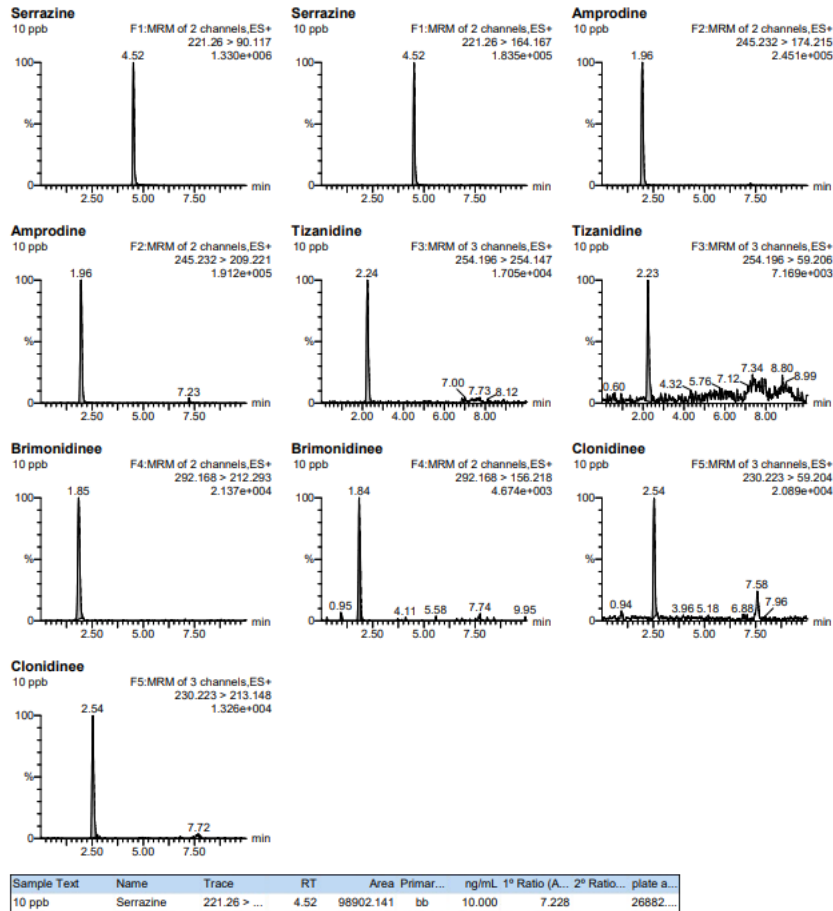 Serrazine
10 ppb
F1:MRM of 2 channels,ES+
221.26 > 90.117
1.330e+006
4.52
100
%
0
2.50 5.00 7.50 min
Serrazine
10 ppb
F1:MRM of 2 channels,ES+
221.26 > 164.167
1.835e+005
4.52
100
%
0
2.50 5.00 7.50 min
Amprodine
10 ppb
F2:MRM of 2 channels,ES+
245.232 > 174.215
2.451e+005
1.96
100
%
0
2.50 5.00 7.50 min
Amprodine
10 ppb
F2:MRM of 2 channels,ES+
245.232 > 209.221
1.912e+005
1.96
100
%
7.23
0
2.50 5.00 7.50 min
Tizanidine
10 ppb
F3:MRM of 3 channels,ES+
254.196 > 254.147
1.705e+004
2.24
100
%
7.00 7.73 8.12
0
2.00 4.00 6.00 8.00 min
Tizanidine
10 ppb
F3:MRM of 3 channels,ES+
254.196 > 59.206
7.169e+003
2.23
100
%
0.60 4.32 5.76 7.12 7.34 8.80 8.99
0
2.00 4.00 6.00 8.00 min
Brimonidinee
10 ppb
F4:MRM of 2 channels,ES+
292.168 > 212.293
2.137e+004
1.85
100
%
0
2.50 5.00 7.50 min
Brimonidinee
10 ppb
F4:MRM of 2 channels,ES+
292.168 > 156.218
4.674e+003
1.84
100
%
0.95 4.11 5.58 7.74 9.95
0
2.50 5.00 7.50 min
Clonidinee
10 ppb
F5:MRM of 3 channels,ES+
230.223 > 59.204
2.089e+004
2.54
100
%
0.94 3.96 5.18 6.88 7.58 7.96
0
2.50 5.00 7.50 min
Clonidinee
10 ppb
F5:MRM of 3 channels,ES+
230.223 > 213.148
1.326e+004
2.54
100
%
7.72
0
2.50 5.00 7.50 min
Sample Text Name Trace RT Area Primar... ng/mL 1º Ratio (A... 2º Ratio... plate a...
10 ppb Serrazine 221.26 > ... 4.52 98902.141 bb 10.000 7.228 26882....